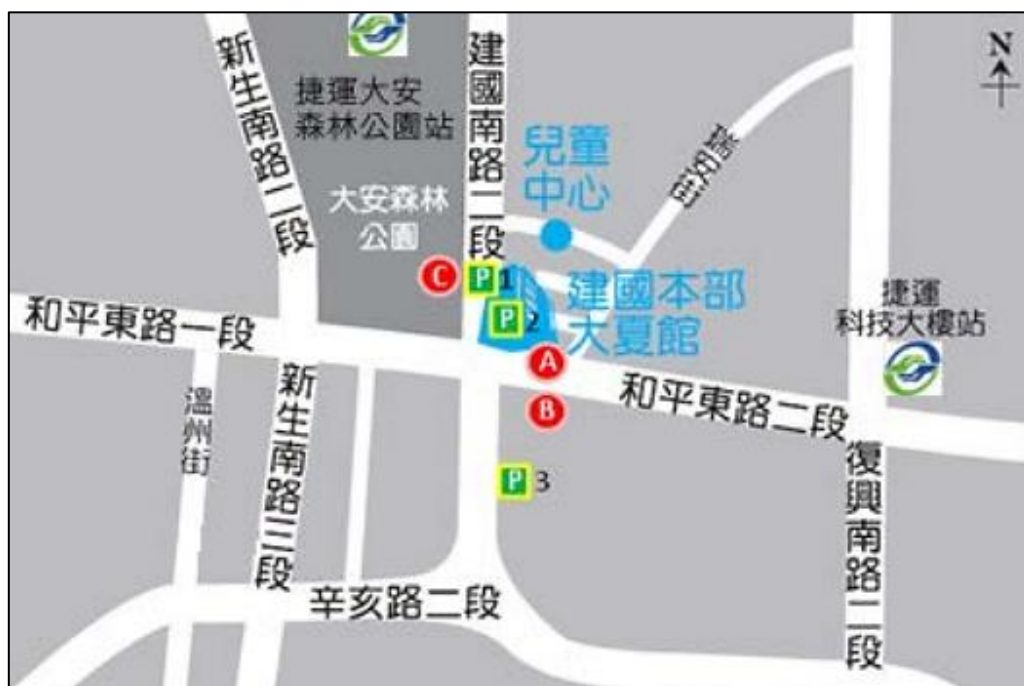 新生南路二段
捷運大安
森林公園站
建國南路二段
N
大安森林
公園
兒童
中心
瑞安街
C
P 1
P 2
建國本部
大夏館
捷運
科技大樓站
和平東路一段
A
B
和平東路二段
溫州街
新生南路三段
P 3
復興南路二段
辛亥路二段